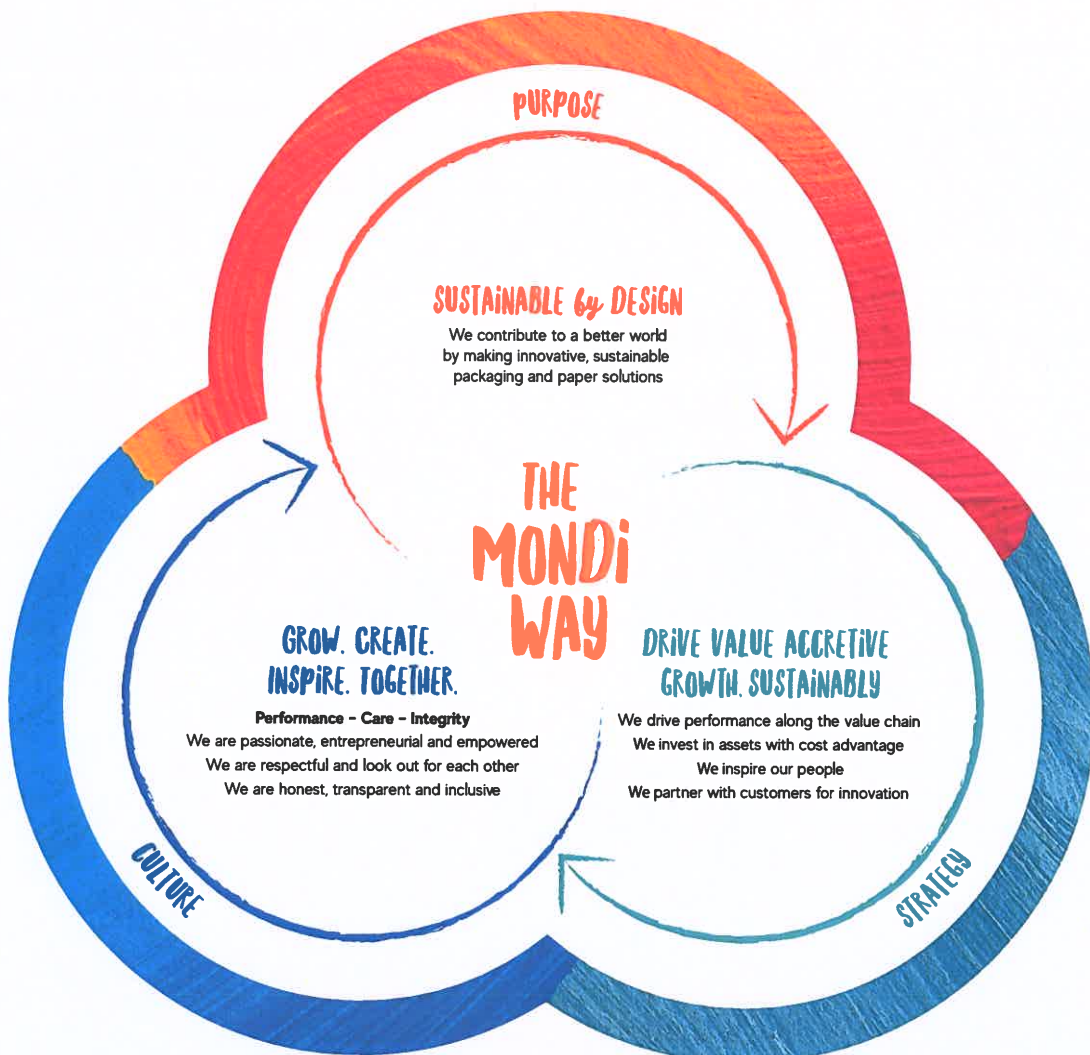 PURPOSE
SUSTAiNABLE by DESiGN
We contribute to a better world
by making innovative, sustainable
packaging and paper solutions
THE
MONDi
WAY
GROW. CREATE.
iNSPiRE. TOGETHER.
Performance – Care – Integrity
We are passionate, entrepreneurial and empowered
We are respectful and look out for each other
We are honest, transparent and inclusive
DRiVE VALUE ACCRETiVE
GROWTH. SUSTAiNABLY
We drive performance along the value chain
We invest in assets with cost advantage
We inspire our people
We partner with customers for innovation
CULTURE
STRATEGY